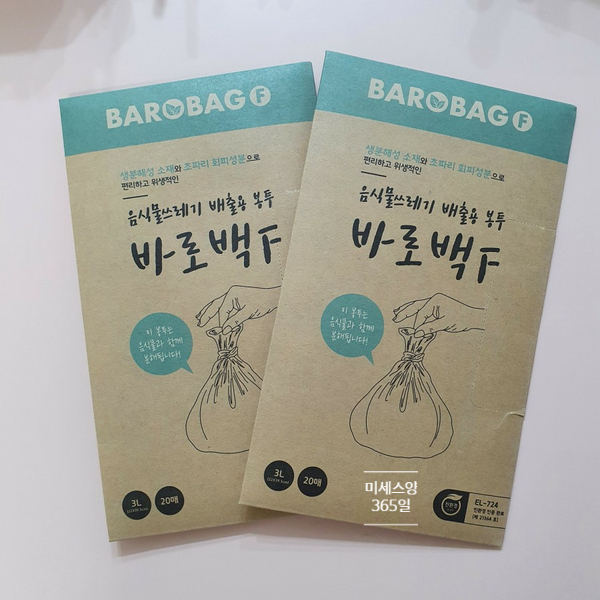 BAROBAG F
생분해성 소재와 초파리 회피성분으로
편리하고 위생적인
음식물쓰레기 배출용 봉투
바로백F
이 봉투는
음식물과 함께
분해됩니다!
3L
20매
BAROBAG F
생분해성 소재와 초파리 회피성분으로
편리하고 위생적인
음식물쓰레기 배출용 봉투
바로백F
이 봉투는
음식물과 함께
분해됩니다!
3L
20매
친환경
EL-724
미세스양
365일